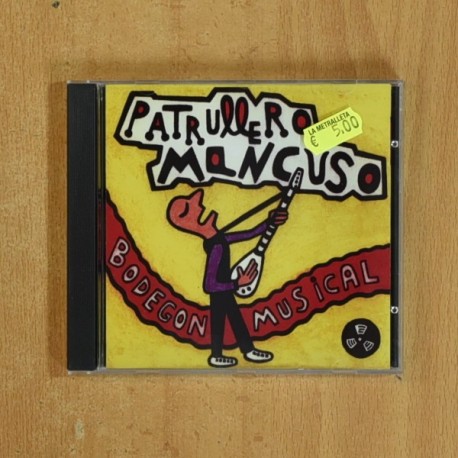 PATRULLERO
MANCUSO
LA METRALLETA
€ 5,00
BODEGON MUSICAL